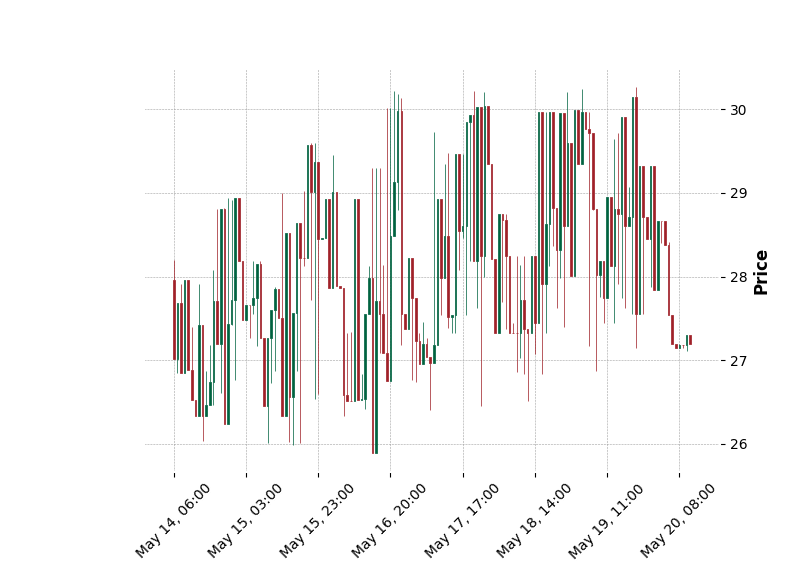 30
29
28
27
26
Price
May 14, 06:00
May 15, 03:00
May 15, 23:00
May 16, 20:00
May 17, 17:00
May 18, 14:00
May 19, 11:00
May 20, 08:00